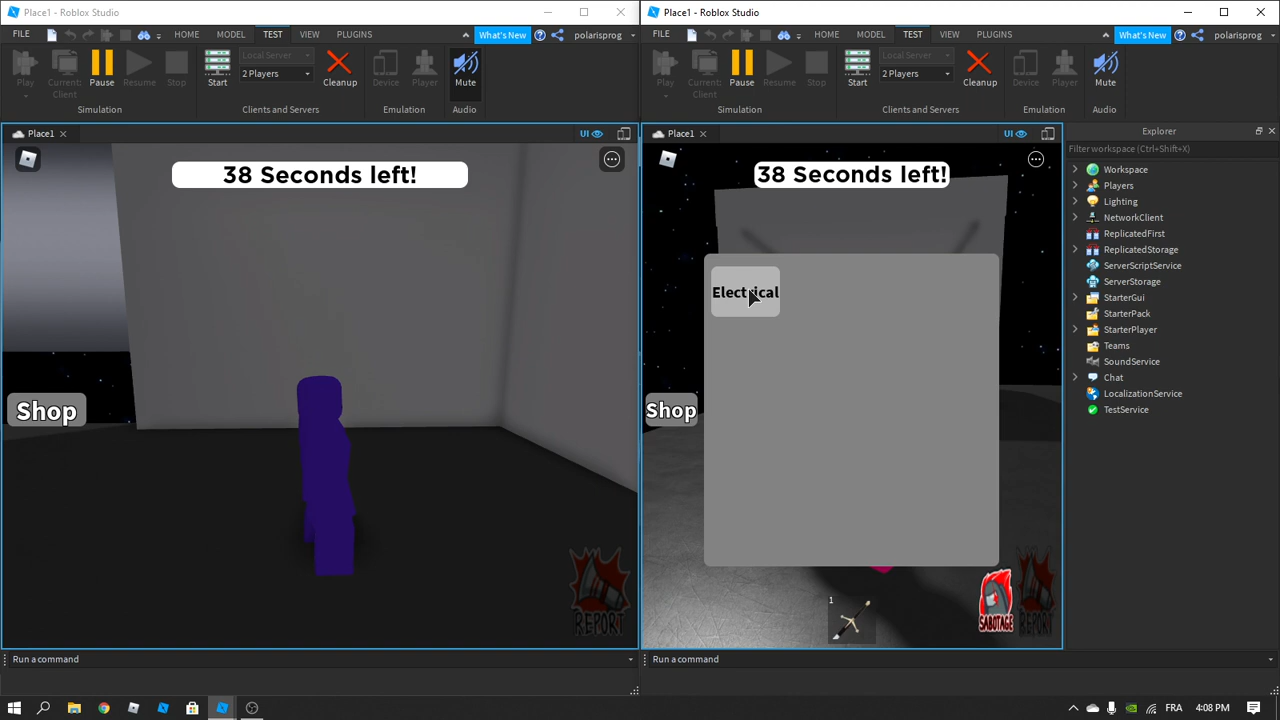 Place1 - Roblox Studio
FILE HOME MODEL TEST VIEW PLUGINS What's New polarisprog
Play Current: Client Pause Resume Stop Start Local Server 2 Players Cleanup Device Player Mute
Simulation Clients and Servers Emulation Audio
Place1 UI
38 Seconds left!
Shop
REPORT
Run a command
Place1 - Roblox Studio
FILE HOME MODEL TEST VIEW PLUGINS What's New polarisprog
Play Current: Client Pause Resume Stop Start Local Server 2 Players Cleanup Device Player Mute
Simulation Clients and Servers Emulation Audio
Place1 UI
38 Seconds left!
Electrical
Shop
1
SABOTAGE REPORT
Run a command
Explorer
Filter workspace (Ctrl+Shift+X)
Workspace
Players
Lighting
NetworkClient
ReplicatedFirst
ReplicatedStorage
ServerScriptService
ServerStorage
StarterGui
StarterPack
StarterPlayer
Teams
SoundService
Chat
LocalizationService
TestService
FRA 4:08 PM